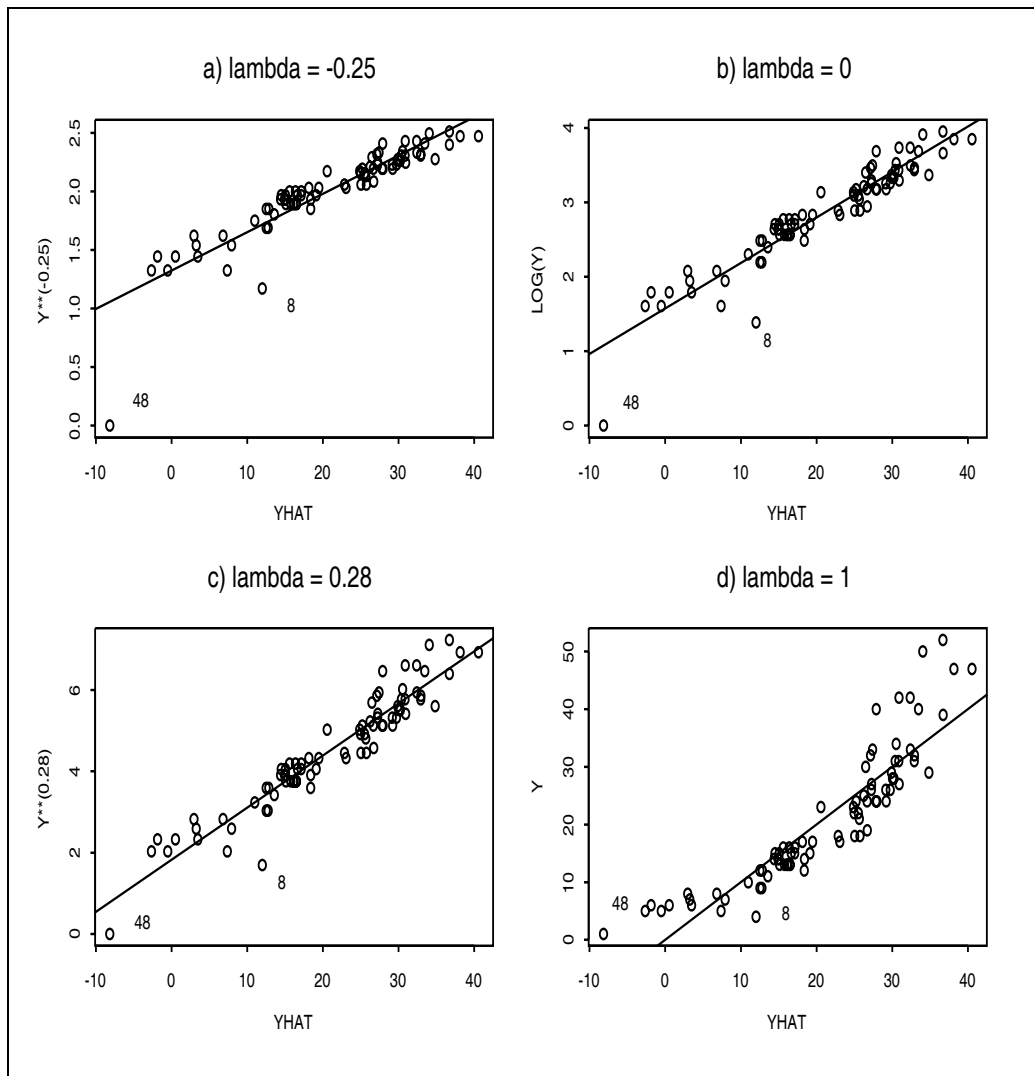 a) lambda = -0.25
Y**(-0.25)
2.5
2.0
1.5
1.0
0.5
0.0
8
48
-10 0 10 20 30 40
YHAT
b) lambda = 0
LOG(Y)
4
3
2
1
0
8
48
-10 0 10 20 30 40
YHAT
c) lambda = 0.28
Y**(0.28)
6
4
2
0
8
48
-10 0 10 20 30 40
YHAT
d) lambda = 1
Y
50
40
30
20
10
0
48
8
-10 0 10 20 30 40
YHAT